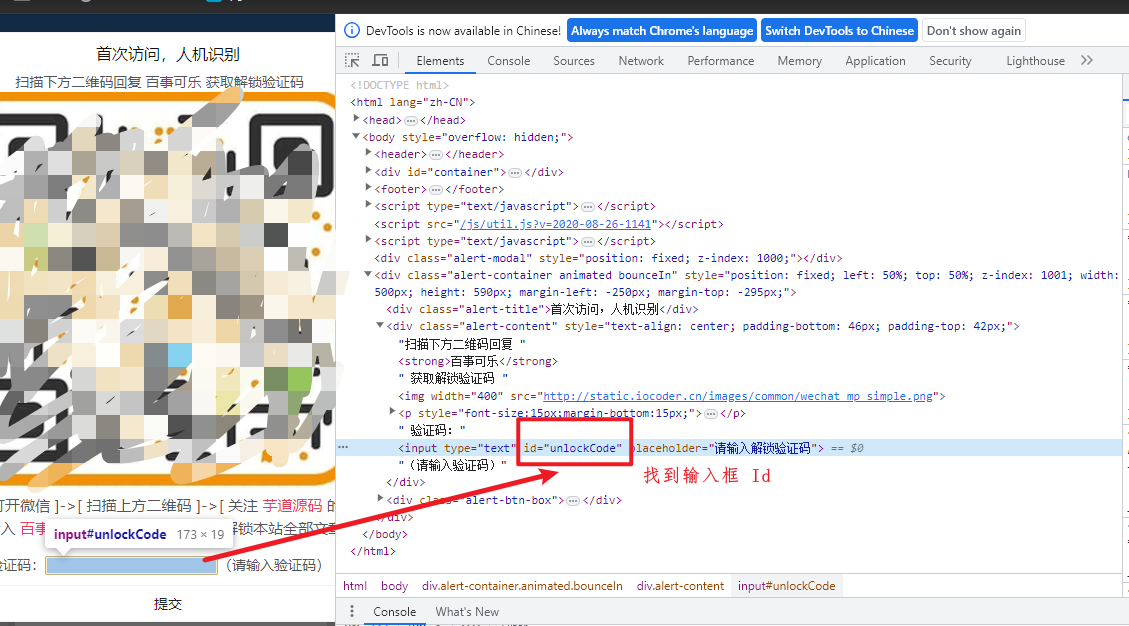 DevTools is now available in Chinese! Always match Chrome's language Switch DevTools to Chinese Don't show again
Elements Console Sources Network Performance Memory Application Security Lighthouse
首次访问，人机识别
扫描下方二维码回复 百事可乐 获取解锁验证码
打开微信 ]->[ 扫描上方二维码 ]->[ 关注 芋道源码 的
入 百事
解锁本站全部文章
input#unlockCode 173 × 19
验证码：
（请输入验证码）
提交
<!DOCTYPE html>
<html lang="zh-CN">
<head>…</head>
<body style="overflow: hidden;">
<header>…</header>
<div id="container">…</div>
<footer>…</footer>
<script type="text/javascript">…</script>
<script src="/js/util.js?v=2020-08-26-1141"></script>
<script type="text/javascript">…</script>
<div class="alert-modal" style="position: fixed; z-index: 1000;"></div>
<div class="alert-container animated bounceIn" style="position: fixed; left: 50%; top: 50%; z-index: 1001; width:
500px; height: 590px; margin-left: -250px; margin-top: -295px;">
<div class="alert-title">首次访问，人机识别</div>
<div class="alert-content" style="text-align: center; padding-bottom: 46px; padding-top: 42px;">
"扫描下方二维码回复 "
<strong>百事可乐</strong>
" 获取解锁验证码 "
<img width="400" src="http://static.iocoder.cn/images/common/wechat_mp_simple.png">
<p style="font-size:15px;margin-bottom:15px;">…</p>
" 验证码："
<input type="text" id="unlockCode" placeholder="请输入解锁验证码"> == $0
"（请输入验证码）"
</div>
<div class="alert-btn-box">…</div>
</div>
</body>
</html>
找到输入框 Id
html body div.alert-container.animated.bounceIn div.alert-content input#unlockCode
Console What's New